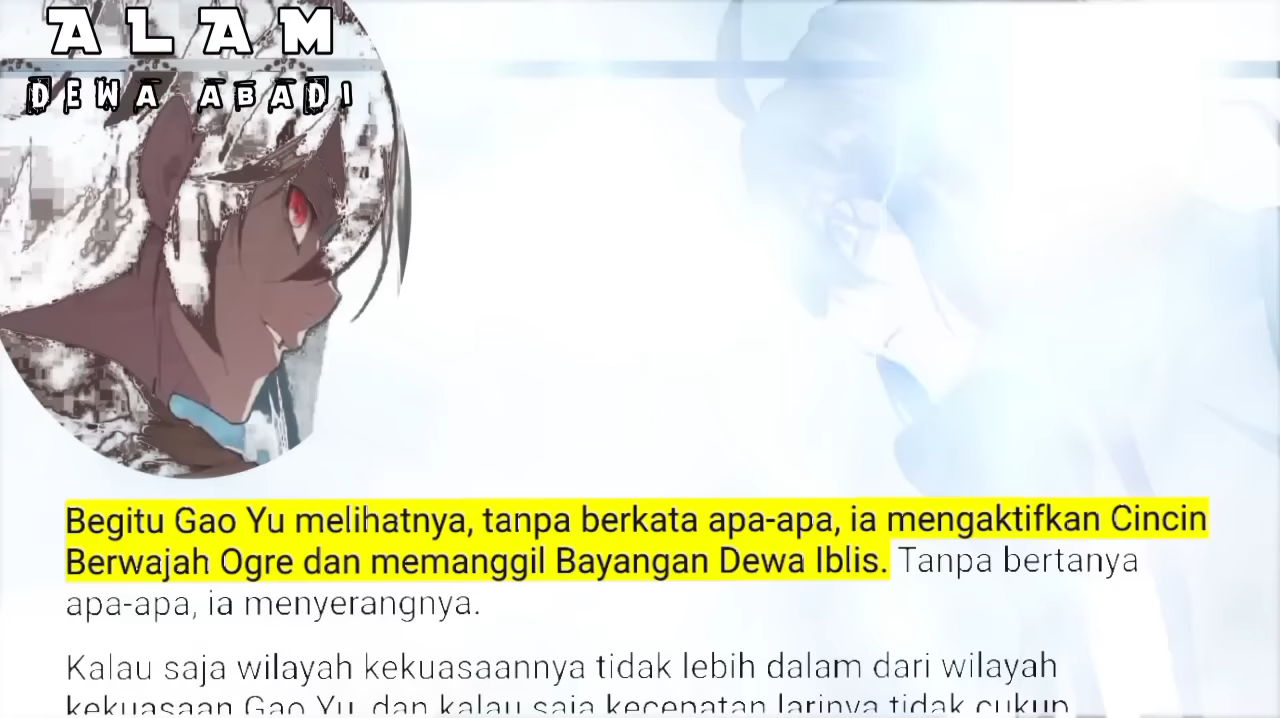 ALAM
DEWA ABADI
Begitu Gao Yu melihatnya, tanpa berkata apa-apa, ia mengaktifkan Cincin
Berwajah Ogre dan memanggil Bayangan Dewa Iblis. Tanpa bertanya
apa-apa, ia menyerangnya.
Kalau saja wilayah kekuasaannya tidak lebih dalam dari wilayah
kekuasaan Gao Yu, dan kalau saja kecepatan larinya tidak cukup